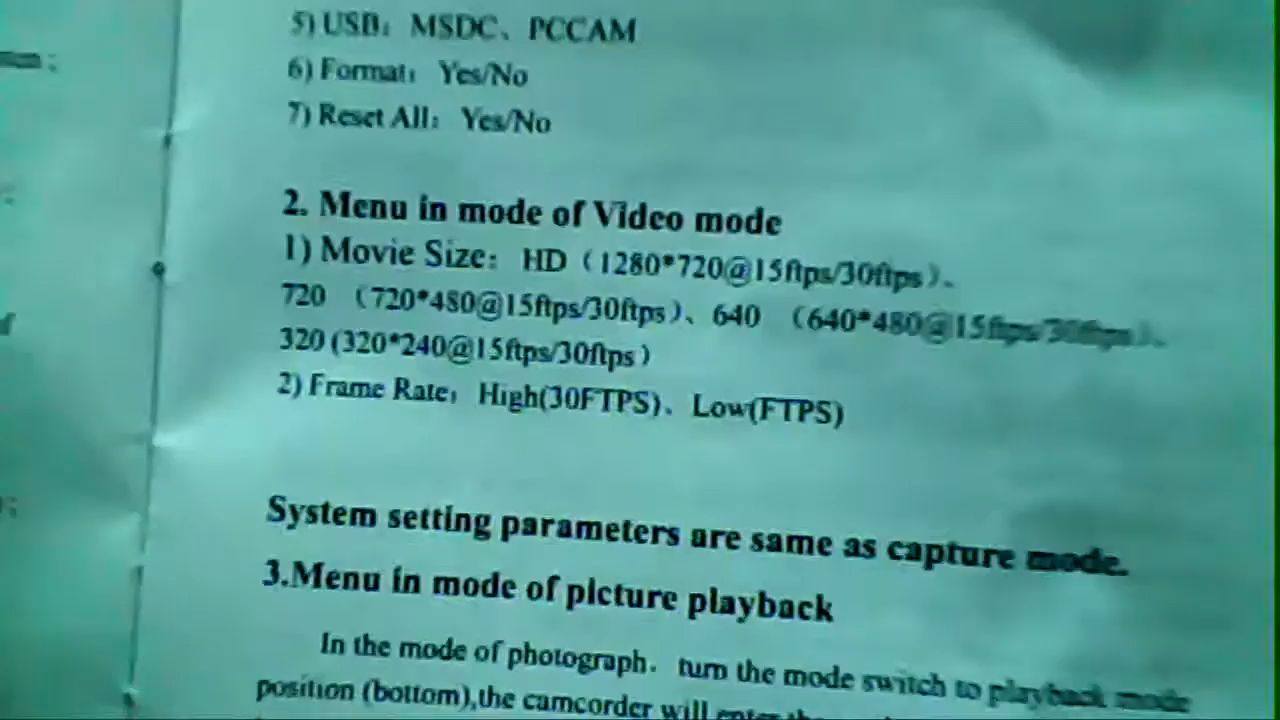 5) USB: MSDC、PCCAM
6) Format: Yes/No
7) Reset All: Yes/No
2. Menu in mode of Video mode
1) Movie Size: HD（1280*720@15ftps/30ftps）、
720 （720*480@15ftps/30ftps）、640 （640*480@15ftps/30ftps）、
320 (320*240@15ftps/30ftps）
2) Frame Rate: High(30FTPS)、Low(FTPS)
System setting parameters are same as capture mode.
3.Menu in mode of picture playback
In the mode of photograph. turn the mode switch to playback mode
position (bottom),the camcorder will enter the